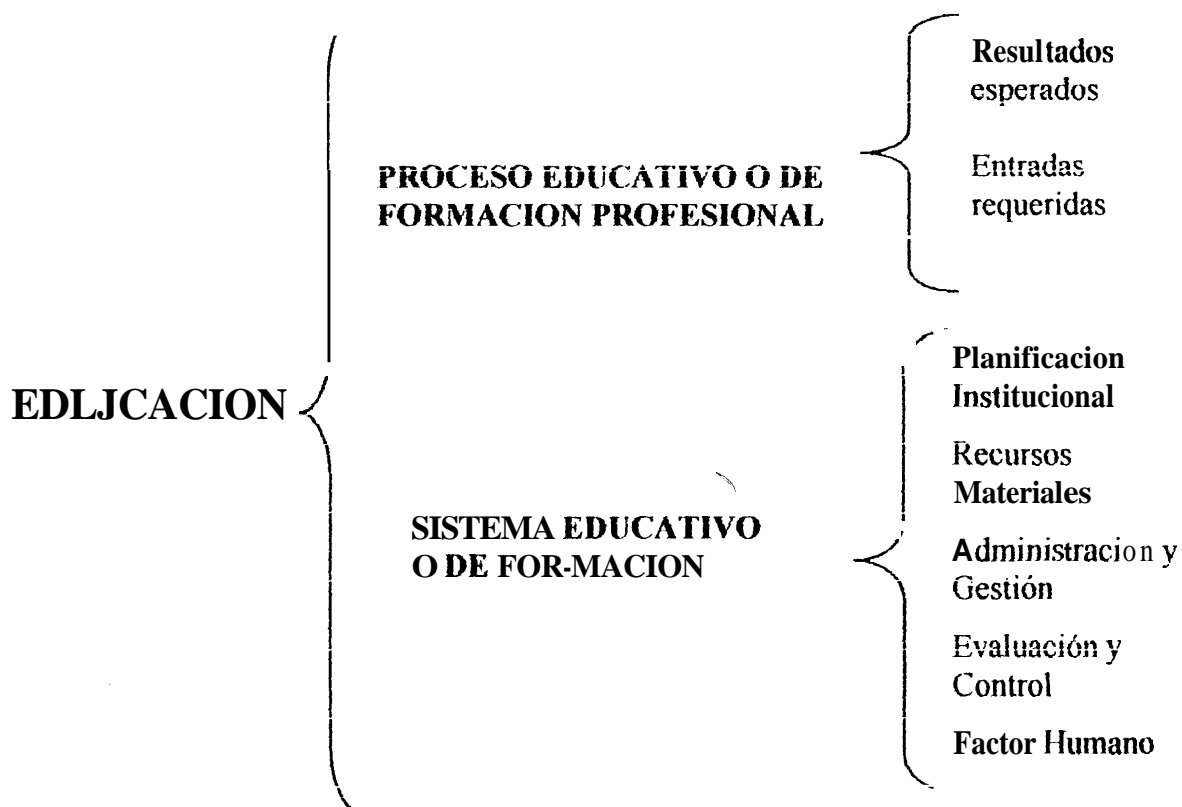 Resultados
esperados
Entradas
requeridas
PROCESO EDUCATIVO O DE
FORMACION PROFESIONAL
EDLJCACION
Planificacion
Institucional
Recursos
Materiales
SISTEMA EDUCATIVO
O DE FOR-MACION
Administracion y
Gestión
Evaluación y
Control
Factor Humano